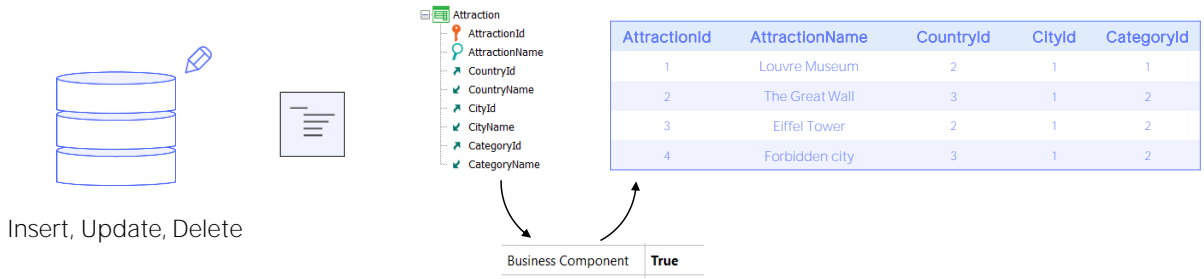 Insert, Update, Delete
Attraction
AttractionId
AttractionName
CountryId
CountryName
CityId
CityName
CategoryId
CategoryName
AttractionId AttractionName CountryId CityId CategoryId
1 Louvre Museum 2 1 1
2 The Great Wall 3 1 2
3 Eiffel Tower 2 1 2
4 Forbidden city 3 1 2
Business Component True